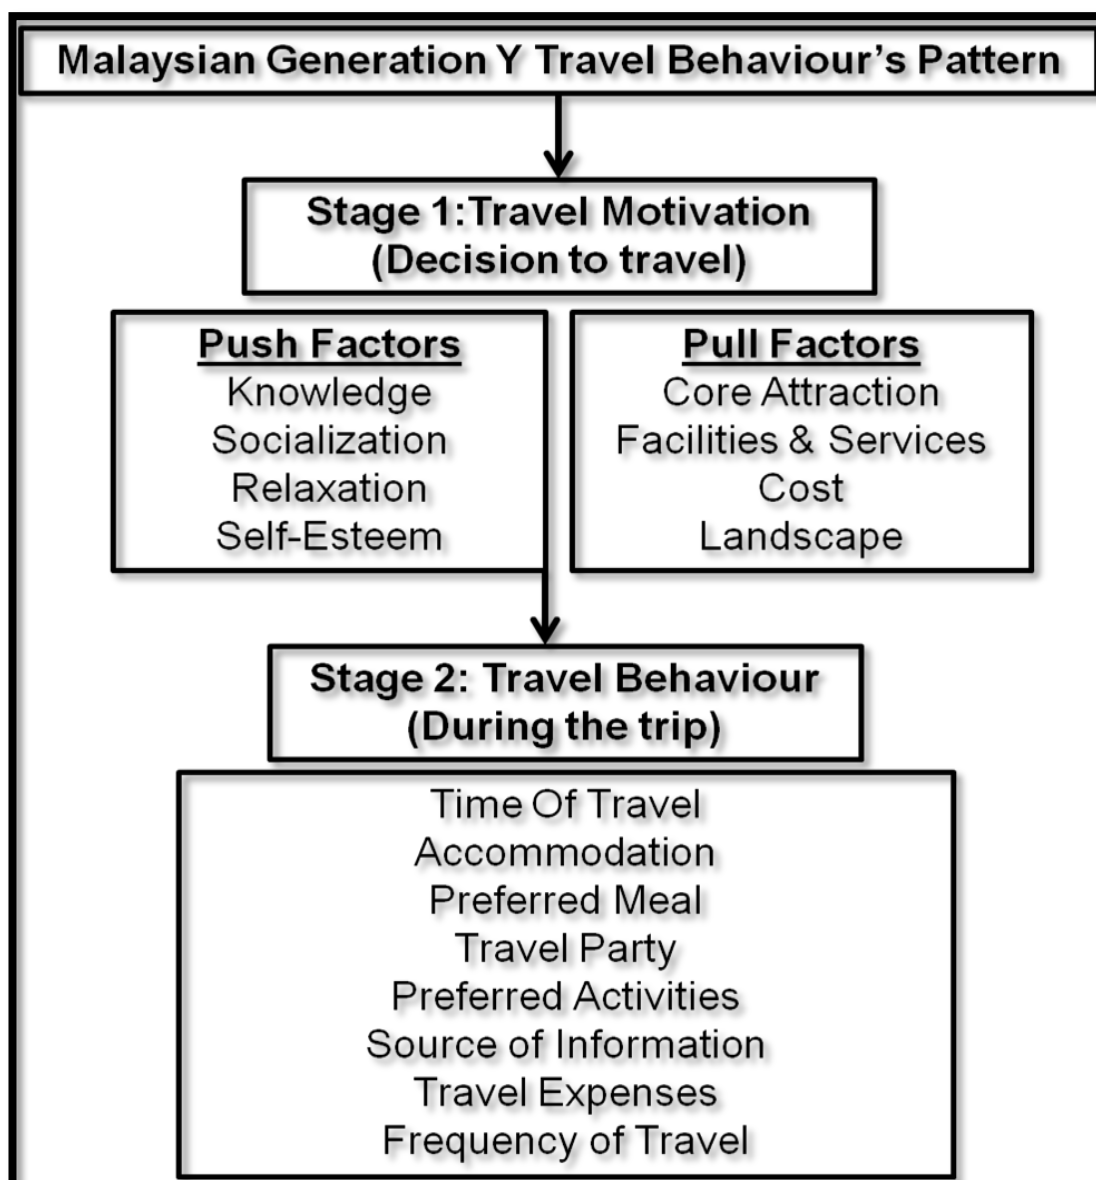 Malaysian Generation Y Travel Behaviour's Pattern
Stage 1:Travel Motivation
(Decision to travel)
Push Factors
Knowledge
Socialization
Relaxation
Self-Esteem
Pull Factors
Core Attraction
Facilities & Services
Cost
Landscape
Stage 2: Travel Behaviour
(During the trip)
Time Of Travel
Accommodation
Preferred Meal
Travel Party
Preferred Activities
Source of Information
Travel Expenses
Frequency of Travel